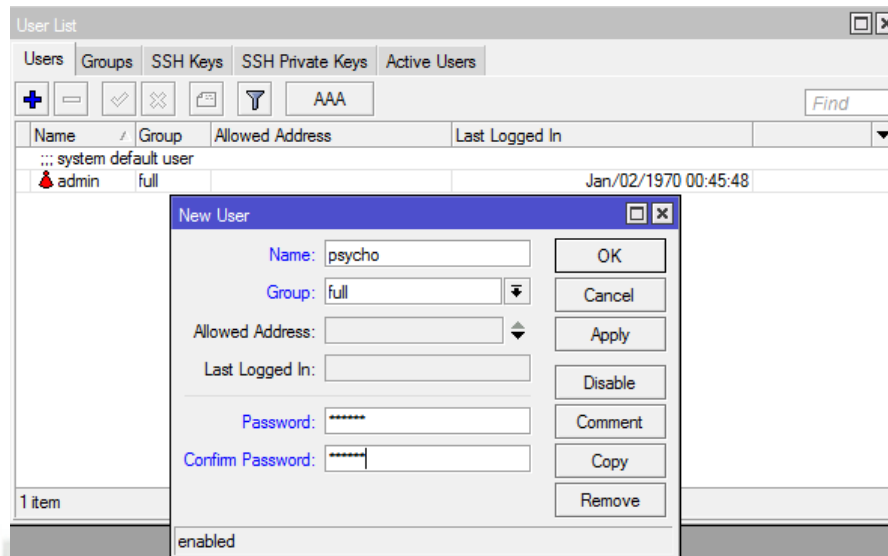 User List
Users Groups SSH Keys SSH Private Keys Active Users
AAA Find
Name Group Allowed Address Last Logged In
;;; system default user
admin full Jan/02/1970 00:45:48
New User
Name: psycho OK
Group: full Cancel
Allowed Address: Apply
Last Logged In:
Disable
Password: ****** Comment
Confirm Password: ****** Copy
1 item Remove
enabled